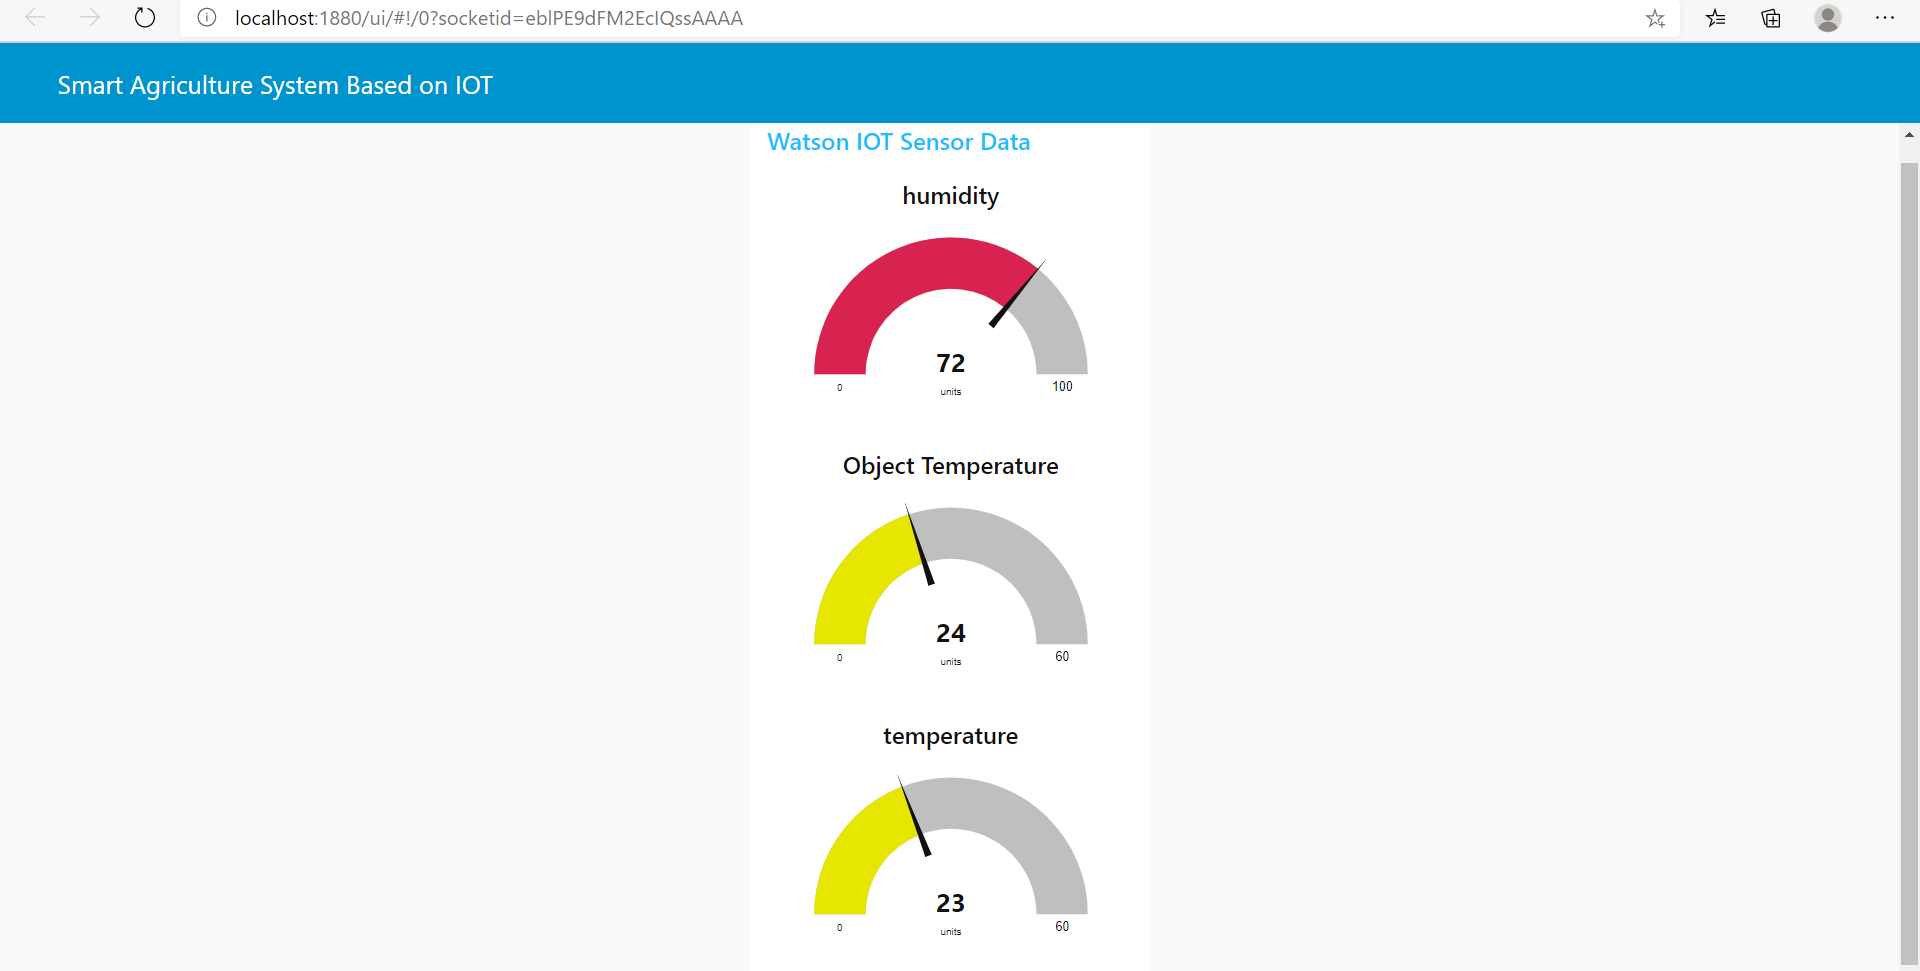 localhost:1880/ui/#!/0?socketid=eblPE9dFM2EcIQssAAAA
Smart Agriculture System Based on IOT
Watson IOT Sensor Data
humidity
72
0
units
100
Object Temperature
24
0
units
60
temperature
23
0
units
60